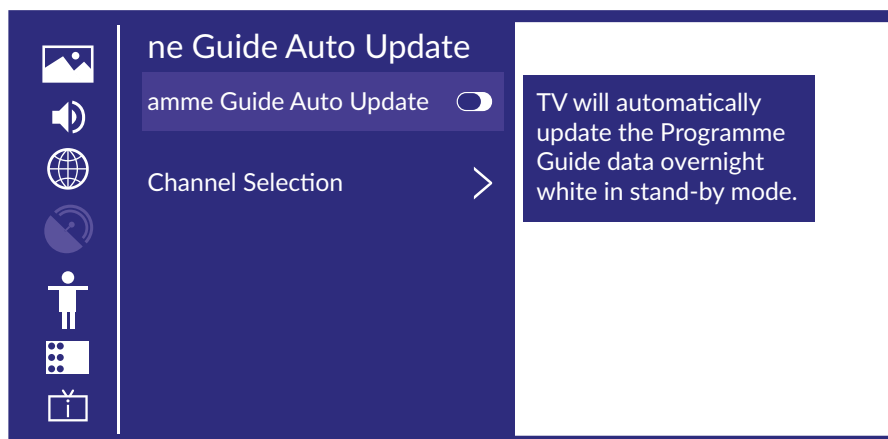 ne Guide Auto Update
amme Guide Auto Update
Channel Selection
TV will automatically
update the Programme
Guide data overnight
white in stand-by mode.
i